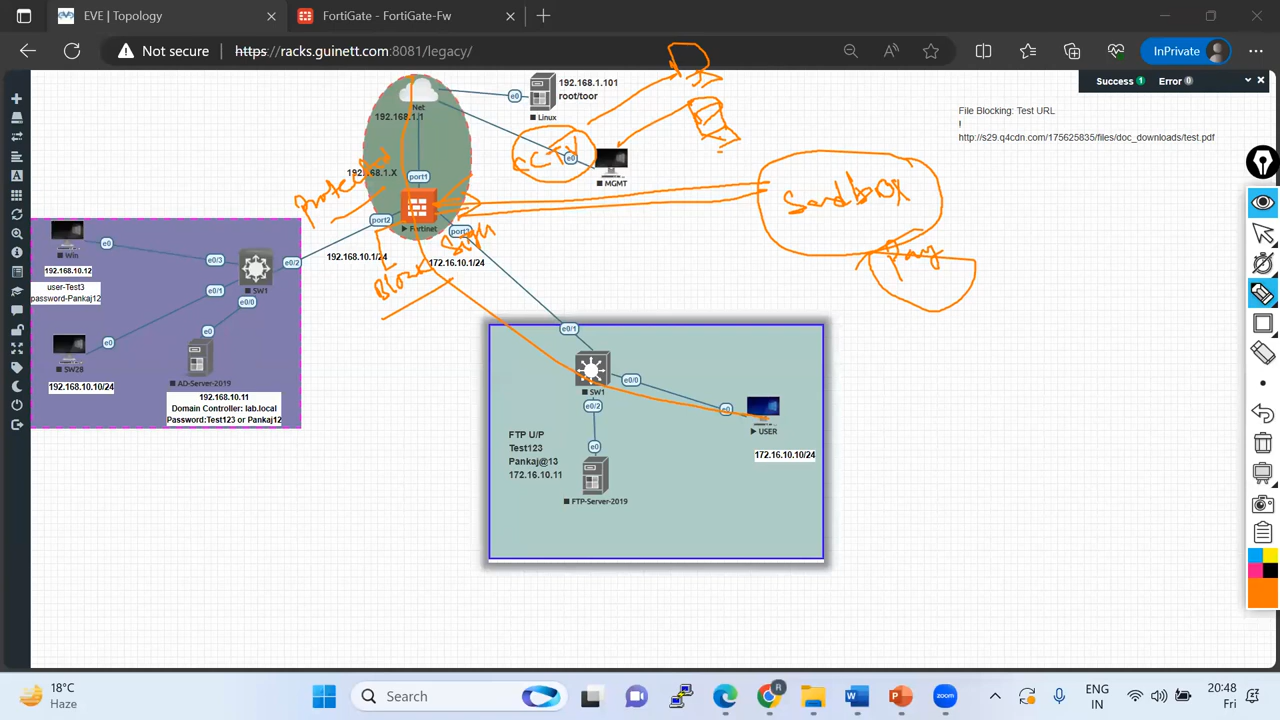 EVE | Topology
FortiGate - FortiGate-Fw
Not secure
https://racks.guinett.com:8081/legacy/
InPrivate
Success 1
Error 0
File Blocking: Test URL
!
http://s29.q4cdn.com/175625835/files/doc_downloads/test.pdf
Net
192.168.1.1
e0
192.168.1.101
root/toor
Linux
CCTV
e0
MGMT
192.168.1.X
port1
Protect
port2
Fortinet
port3
Sandbox
Sign
Block
192.168.10.1/24
172.16.10.1/24
Win
e0
192.168.10.12
user-Test3
password-Pankaj12
e0/3
SW1
e0/2
e0/1
e0/0
SW28
e0
192.168.10.10/24
e0
AD-Server-2019
192.168.10.11
Domain Controller: lab.local
Password:Test123 or Pankaj12
e0/1
SW1
e0/0
e0/2
e0
USER
172.16.10.10/24
FTP U/P
Test123
Pankaj@13
172.16.10.11
e0
FTP-Server-2019
18°C
Haze
Search
R
ENG
IN
20:48
Fri